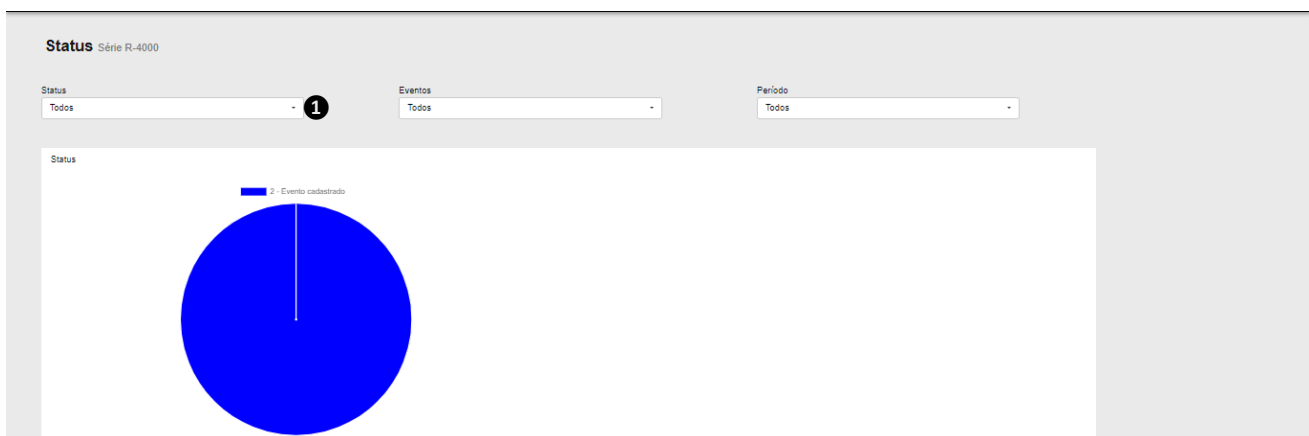 Status Série R-4000
Status Eventos Período
Todos 1 Todos Todos
Status
2 - Evento cadastrado